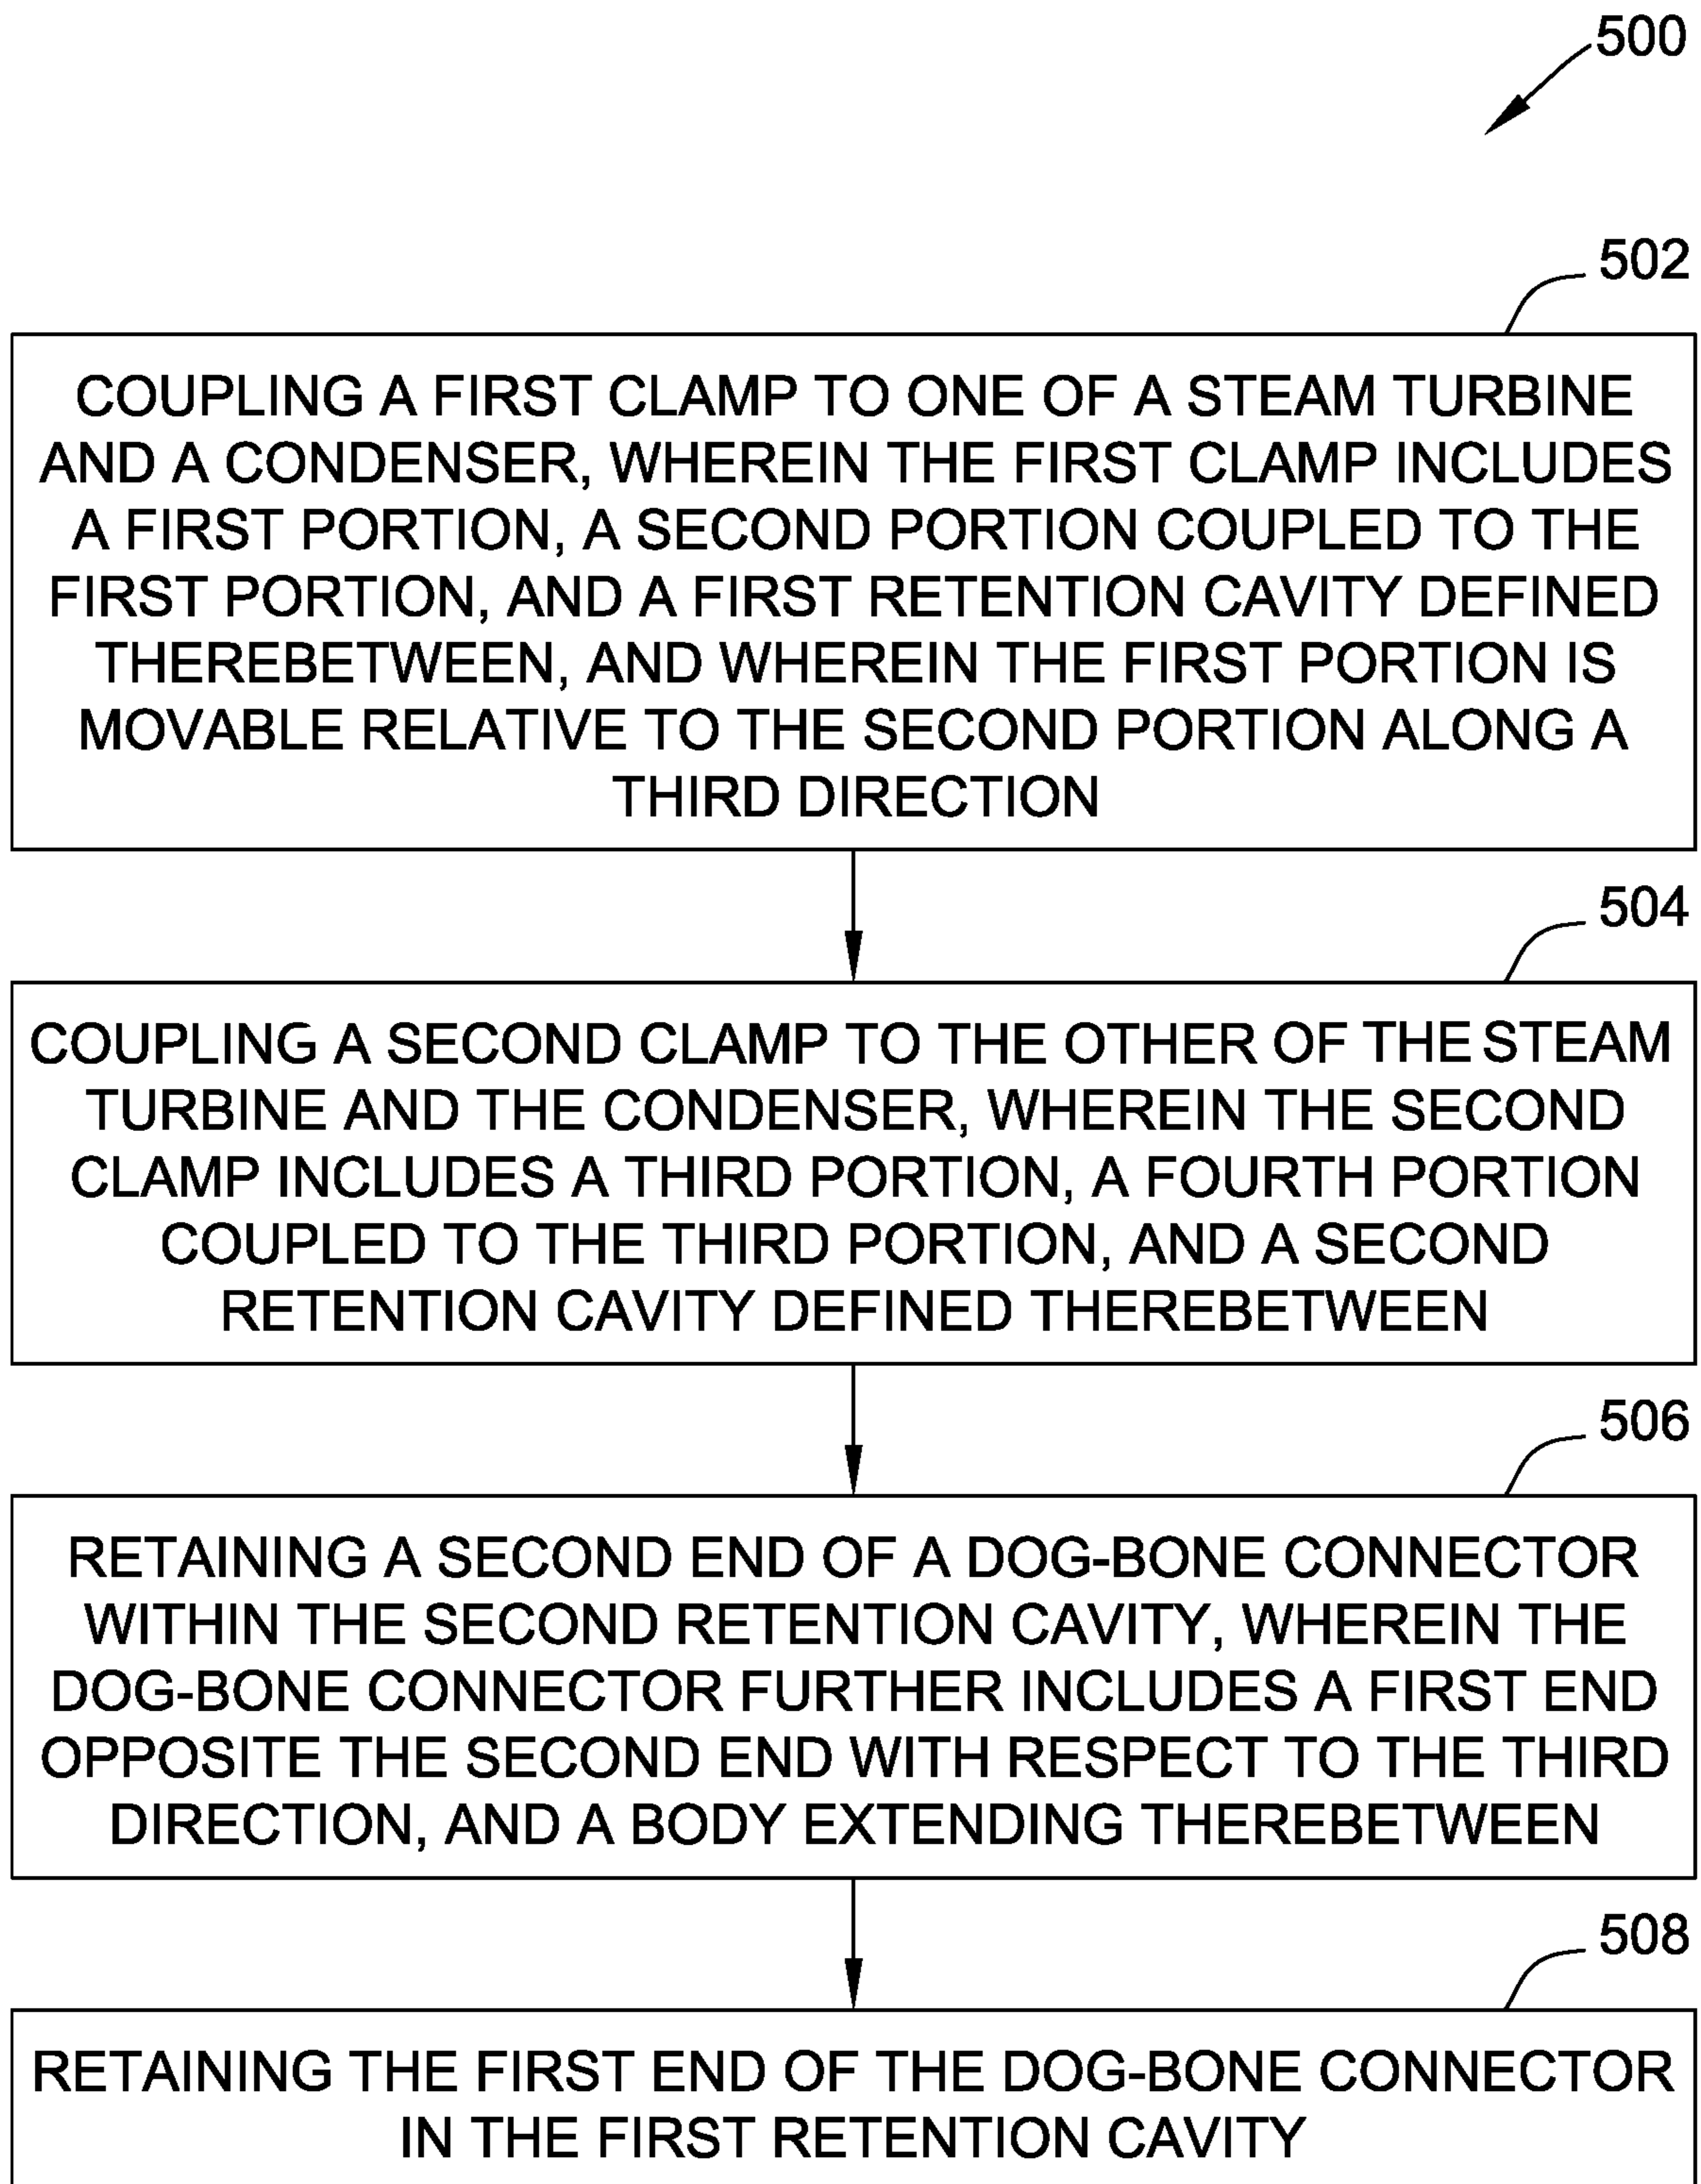 500
502
COUPLING A FIRST CLAMP TO ONE OF A STEAM TURBINE
AND A CONDENSER, WHEREIN THE FIRST CLAMP INCLUDES
A FIRST PORTION, A SECOND PORTION COUPLED TO THE
FIRST PORTION, AND A FIRST RETENTION CAVITY DEFINED
THEREBETWEEN, AND WHEREIN THE FIRST PORTION IS
MOVABLE RELATIVE TO THE SECOND PORTION ALONG A
THIRD DIRECTION
504
COUPLING A SECOND CLAMP TO THE OTHER OF THE STEAM
TURBINE AND THE CONDENSER, WHEREIN THE SECOND
CLAMP INCLUDES A THIRD PORTION, A FOURTH PORTION
COUPLED TO THE THIRD PORTION, AND A SECOND
RETENTION CAVITY DEFINED THEREBETWEEN
506
RETAINING A SECOND END OF A DOG-BONE CONNECTOR
WITHIN THE SECOND RETENTION CAVITY, WHEREIN THE
DOG-BONE CONNECTOR FURTHER INCLUDES A FIRST END
OPPOSITE THE SECOND END WITH RESPECT TO THE THIRD
DIRECTION, AND A BODY EXTENDING THEREBETWEEN
508
RETAINING THE FIRST END OF THE DOG-BONE CONNECTOR
IN THE FIRST RETENTION CAVITY